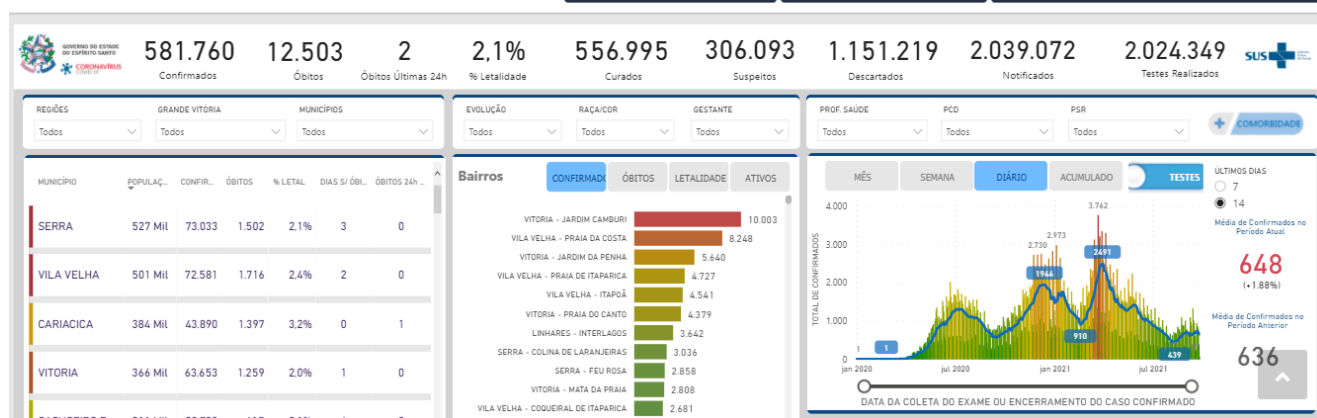 GOVERNO DO ESTADO
DO ESPÍRITO SANTO
CORONAVÍRUS
COVID-19
581.760
Confirmados
12.503
Óbitos
2
Óbitos Últimas 24h
2,1%
% Letalidade
556.995
Curados
306.093
Suspeitos
1.151.219
Descartados
2.039.072
Notificados
2.024.349
Testes Realizados
SUS
REGIÕES
Todos
GRANDE VITÓRIA
Todos
MUNICÍPIOS
Todos
EVOLUÇÃO
Todos
RAÇA/COR
Todos
GESTANTE
Todos
PROF. SAÚDE
Todos
PCD
Todos
PSR
Todos
+ COMORBIDADE
MUNICÍPIO POPULAÇ... CONFIR... ÓBITOS % LETAL DIAS S/ ÓBI... ÓBITOS 24h ...
SERRA 527 Mil 73.033 1.502 2,1% 3 0
VILA VELHA 501 Mil 72.581 1.716 2,4% 2 0
CARIACICA 384 Mil 43.890 1.397 3,2% 0 1
VITORIA 366 Mil 63.653 1.259 2,0% 1 0
Bairros
CONFIRMADO ÓBITOS LETALIDADE ATIVOS
VITORIA - JARDIM CAMBURI 10.003
VILA VELHA - PRAIA DA COSTA 8.248
VITORIA - JARDIM DA PENHA 5.640
VILA VELHA - PRAIA DE ITAPARICA 4.727
VILA VELHA - ITAPOÃ 4.541
VITORIA - PRAIA DO CANTO 4.379
LINHARES - INTERLAGOS 3.642
SERRA - COLINA DE LARANJEIRAS 3.036
SERRA - FEU ROSA 2.858
VITORIA - MATA DA PRAIA 2.808
VILA VELHA - COQUEIRAL DE ITAPARICA 2.681
MÊS SEMANA DIÁRIO ACUMULADO TESTES
TOTAL DE CONFIRMADOS
4.000
3.000
2.000
1.000
0
1
1
2.730
1944
2.973
910
3.762
2491
439
jan 2020 jul 2020 jan 2021 jul 2021
DATA DA COLETA DO EXAME OU ENCERRAMENTO DO CASO CONFIRMADO
ÚLTIMOS DIAS
7
14
Média de Confirmados no
Período Atual
648
(+1.88%)
Média de Confirmados no
Período Anterior
636